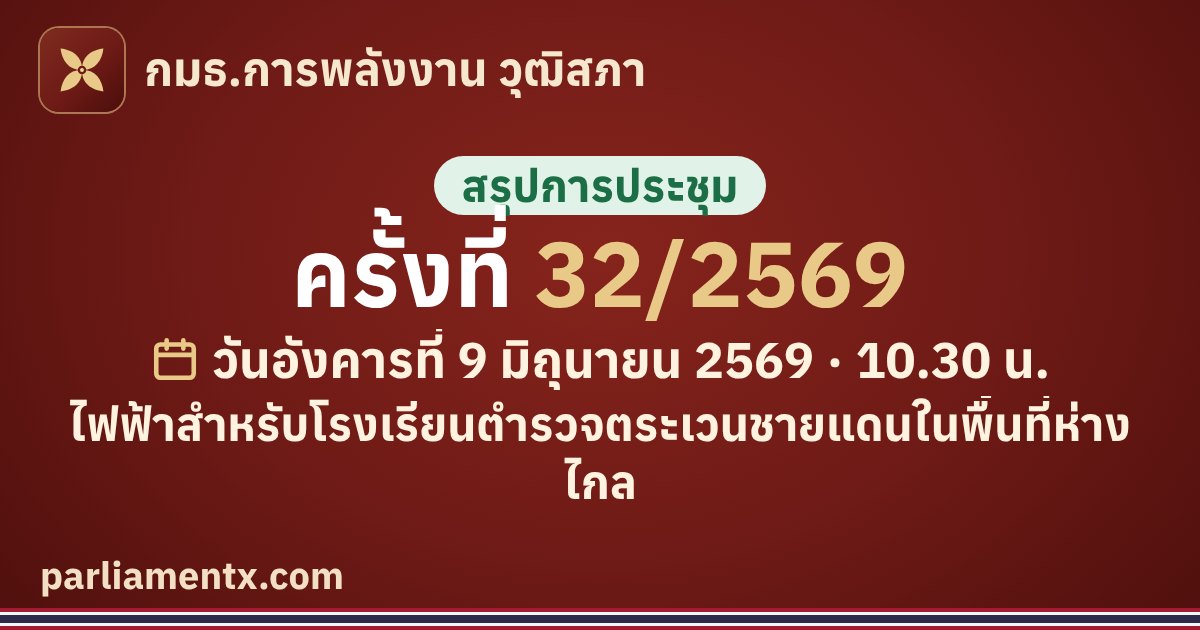 กมธ.การพลังงาน วุฒิสภา
สรุปการประชุม
ครั้งที่ 32/2569
วันอังคารที่ 9 มิถุนายน 2569 · 10.30 น.
ไฟฟ้าสำหรับโรงเรียนตำรวจตระเวนชายแดนในพื้นที่ห่าง
ไกล
parliamentx.com